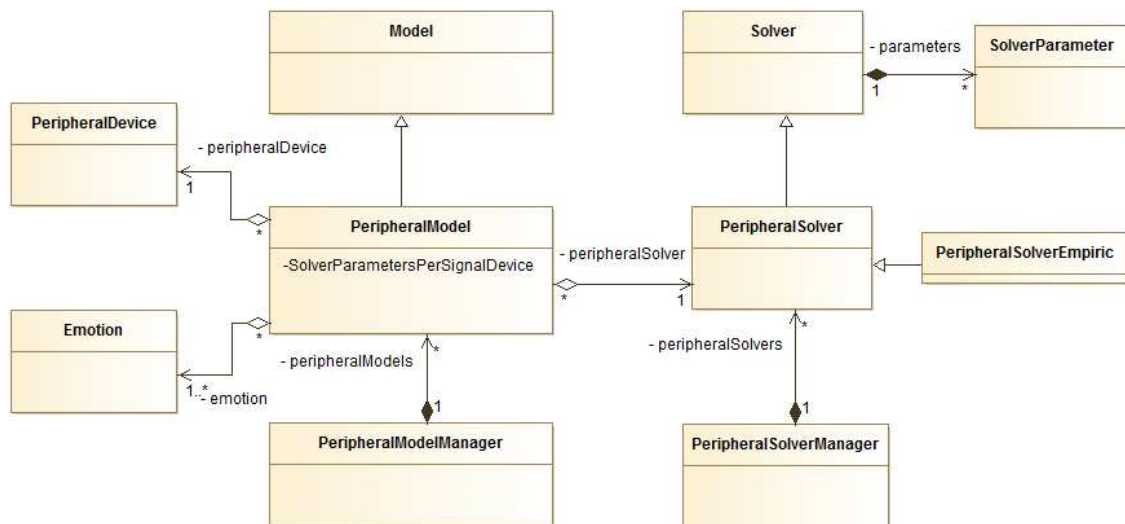 Model
Solver
- parameters
SolverParameter
1
*
PeripheralDevice
- peripheralDevice
1
*
PeripheralModel
-SolverParametersPerSignalDevice
- peripheralSolver
*
1
PeripheralSolver
PeripheralSolverEmpiric
Emotion
*
1..*
- emotion
- peripheralModels
*
1
- peripheralSolvers
*
1
PeripheralModelManager
PeripheralSolverManager